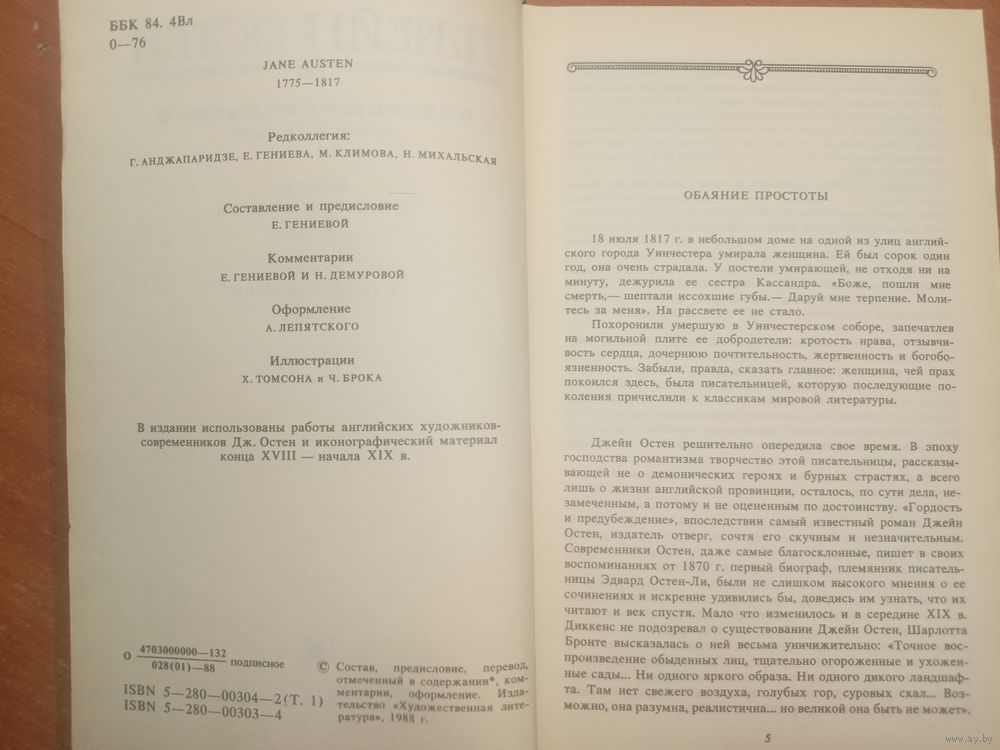 ББК 84. 4Вл
О—76
JANE AUSTEN
1775—1817
Редколлегия:
Г. АНДЖАПАРИДЗЕ, Е. ГЕНИЕВА, М. КЛИМОВА, Н. МИХАЛЬСКАЯ
Составление и предисловие
Е. ГЕНИЕВОЙ
Комментарии
Е. ГЕНИЕВОЙ И Н. ДЕМУРОВОЙ
Оформление
А. ЛЕПЯТСКОГО
Иллюстрации
Х. ТОМСОНА и Ч. БРОКА
В издании использованы работы английских художников-
современников Дж. Остен и иконографический материал
конца XVIII — начала XIX в.
О 4703000000—132
028(01)—88 подписное
ISBN 5—280—00304—2 (Т. 1)
ISBN 5—280—00303—4
© Состав, предисловие, перевод,
отмеченный в содержании*, ком-
ментарии, оформление. Изда-
тельство «Художественная лите-
ратура», 1988 г.
ОБАЯНИЕ ПРОСТОТЫ
18 июля 1817 г. в небольшом доме на одной из улиц англий-
ского города Уинчестера умирала женщина. Ей был сорок один
год, она очень страдала. У постели умирающей, не отходя ни на
минуту, дежурила ее сестра Кассандра. «Боже, пошли мне
смерть,— шептали иссохшие губы.— Даруй мне терпение. Моли-
тесь за меня». На рассвете ее не стало.
Похоронили умершую в Уинчестерском соборе, запечатлев
на могильной плите ее добродетели: кротость нрава, отзывчи-
вость сердца, дочернюю почтительность, жертвенность и богобо-
язненность. Забыли, правда, сказать главное: женщина, чей прах
покоился здесь, была писательницей, которую последующие по-
коления причислили к классикам мировой литературы.
Джейн Остен решительно опередила свое время. В эпоху
господства романтизма творчество этой писательницы, рассказы-
вающей не о демонических героях и бурных страстях, а всего
лишь о жизни английской провинции, осталось, по сути дела, не-
замеченным, а потому и не оцененным по достоинству. «Гордость
и предубеждение», впоследствии самый известный роман Джейн
Остен, издатель отверг, сочтя его скучным и незначительным.
Современники Остен, даже самые благосклонные, пишет в своих
воспоминаниях от 1870 г. первый биограф, племянник писатель-
ницы Эдвард Остен-Ли, были не слишком высокого мнения о ее
сочинениях и искренне удивились бы, доведись им узнать, что их
читают и век спустя. Мало что изменилось и в середине XIX в.
Диккенс не подозревал о существовании Джейн Остен, Шарлотта
Бронте высказалась о ней весьма уничижительно: «Точное вос-
произведение обыденных лиц, тщательно огороженные и ухожен-
ные сады... Ни одного яркого образа. Ни одного дикого ландшаф-
та. Там нет свежего воздуха, голубых гор, суровых скал... Воз-
можно, она разумна, реалистична... но великой она быть не может».
5
www.ay.by